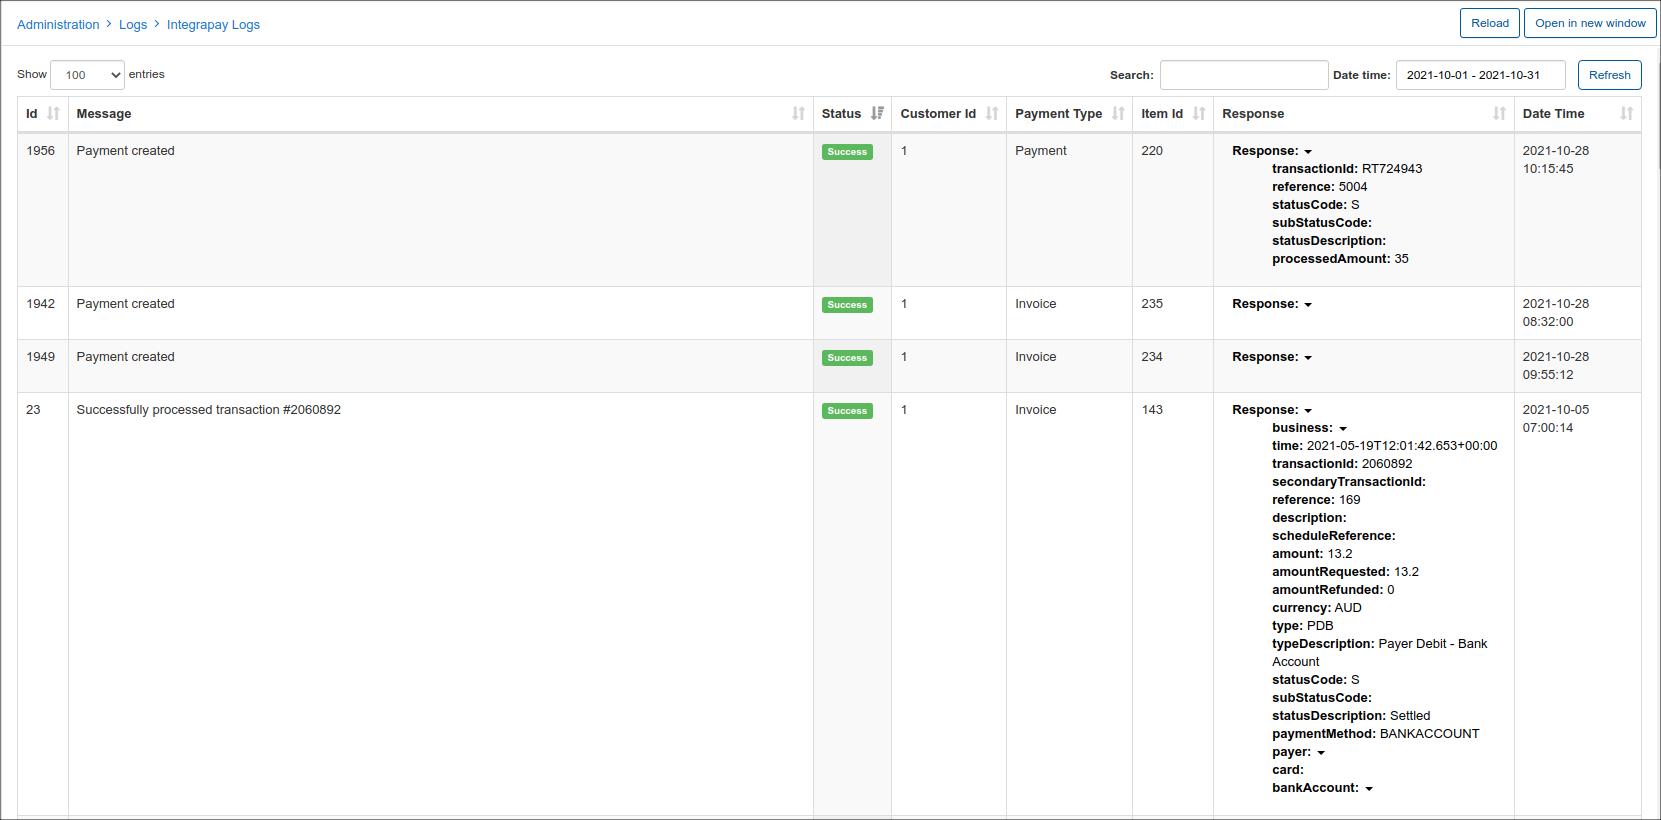 Administration > Logs > Integrapay Logs
Reload
Open in new window
Show 100 entries
Search:
Date time: 2021-10-01 - 2021-10-31
Refresh
Id Message Status Customer Id Payment Type Item Id Response Date Time
1956 Payment created Success 1 Payment 220 Response: 2021-10-28
transactionId: RT724943 10:15:45
reference: 5004
statusCode: S
subStatusCode:
statusDescription:
processedAmount: 35
1942 Payment created Success 1 Invoice 235 Response: 2021-10-28
08:32:00
1949 Payment created Success 1 Invoice 234 Response: 2021-10-28
09:55:12
23 Successfully processed transaction #2060892 Success 1 Invoice 143 Response: 2021-10-05
business: 07:00:14
time: 2021-05-19T12:01:42.653+00:00
transactionId: 2060892
secondaryTransactionId:
reference: 169
description:
scheduleReference:
amount: 13.2
amountRequested: 13.2
amountRefunded: 0
currency: AUD
type: PDB
typeDescription: Payer Debit - Bank
Account
statusCode: S
subStatusCode:
statusDescription: Settled
paymentMethod: BANKACCOUNT
payer:
card:
bankAccount: